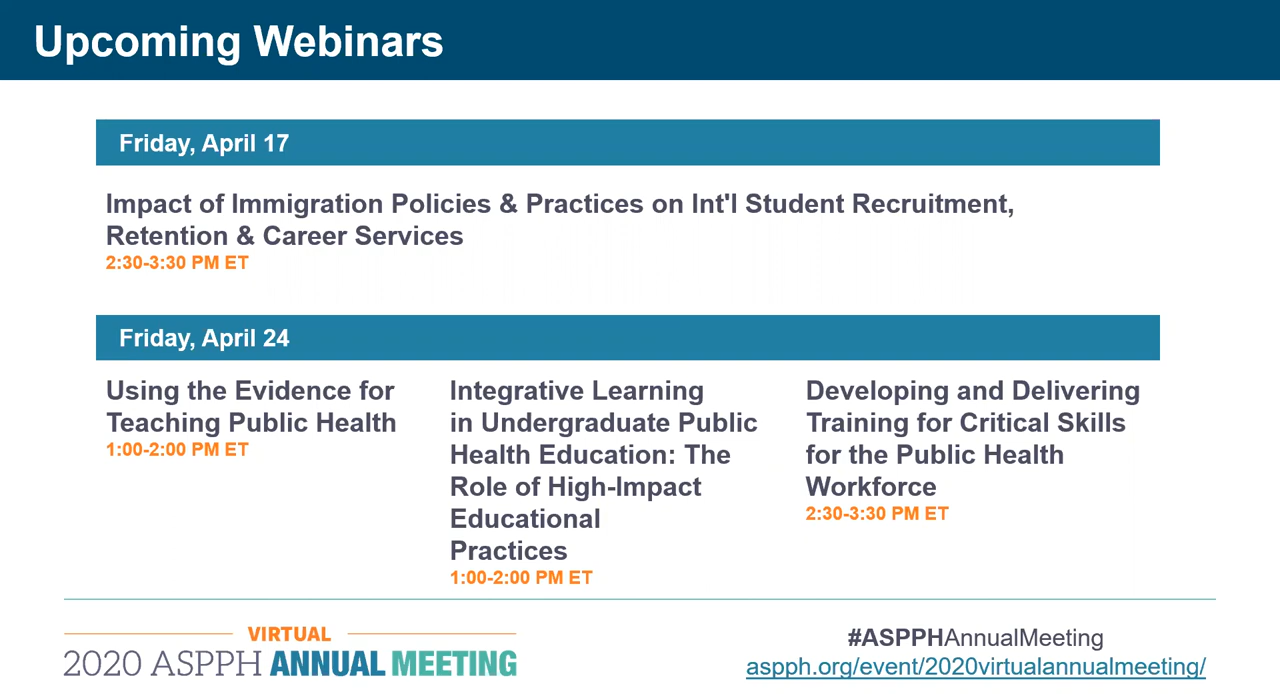 Upcoming Webinars
Friday, April 17
Impact of Immigration Policies & Practices on Int'l Student Recruitment,
Retention & Career Services
2:30-3:30 PM ET
Friday, April 24
Using the Evidence for
Teaching Public Health
1:00-2:00 PM ET
Integrative Learning
in Undergraduate Public
Health Education: The
Role of High-Impact
Educational
Practices
1:00-2:00 PM ET
Developing and Delivering
Training for Critical Skills
for the Public Health
Workforce
2:30-3:30 PM ET
VIRTUAL
2020 ASPPH ANNUAL MEETING
#ASPPHAnnualMeeting
aspph.org/event/2020virtualannualmeeting/